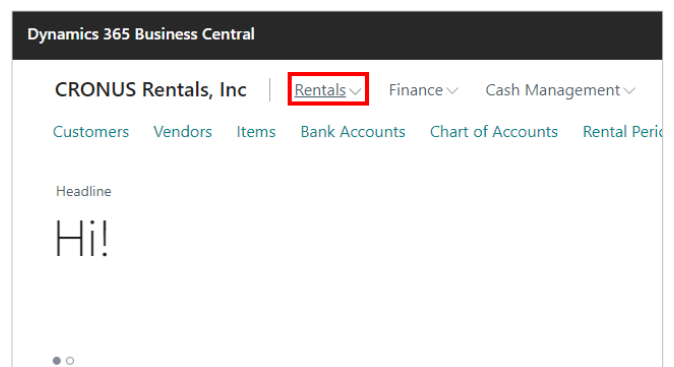 Dynamics 365 Business Central
CRONUS Rentals, Inc Rentals Finance Cash Management
Customers Vendors Items Bank Accounts Chart of Accounts Rental
Headline
Hi!